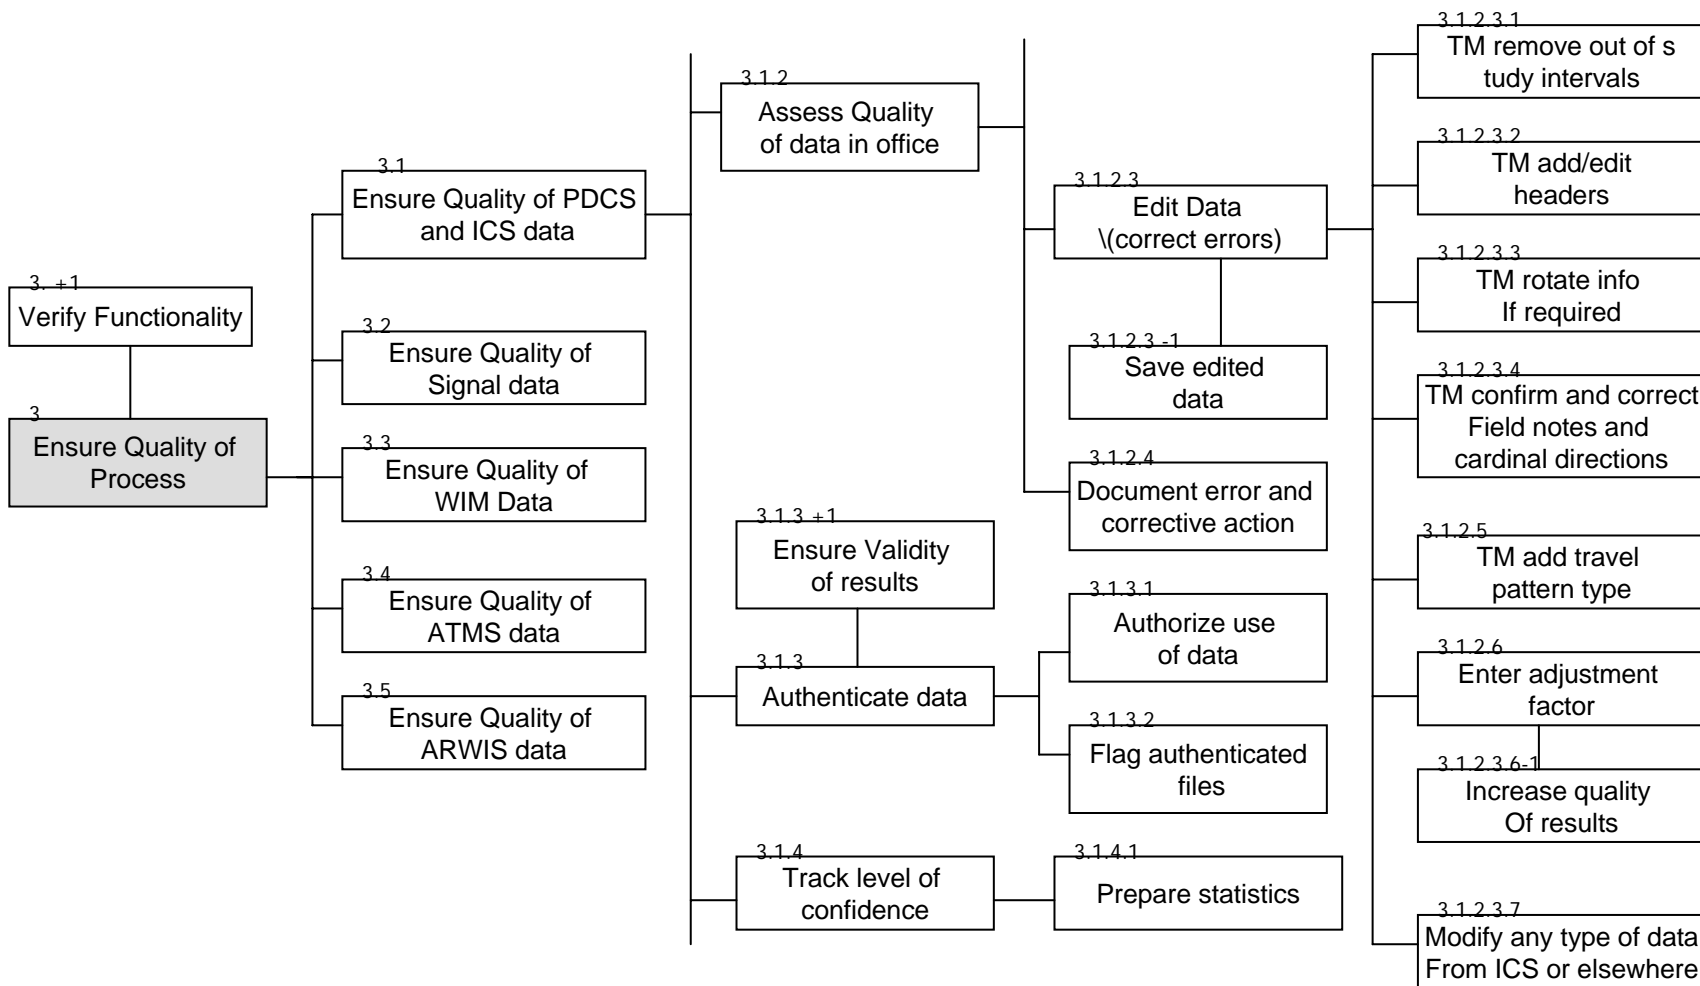 3. +1
Verify Functionality
3
Ensure Quality of
Process
3.1
Ensure Quality of PDCS
and ICS data
3.2
Ensure Quality of
Signal data
3.3
Ensure Quality of
WIM Data
3.4
Ensure Quality of
ATMS data
3.5
Ensure Quality of
ARWIS data
3.1.2
Assess Quality
of data in office
3.1.3 +1
Ensure Validity
of results
3.1.3
Authenticate data
3.1.4
Track level of
confidence
3.1.2.3
Edit Data
\(correct errors)
3.1.2.3 -1
Save edited
data
3.1.2.4
Document error and
corrective action
3.1.3.1
Authorize use
of data
3.1.3.2
Flag authenticated
files
3.1.4.1
Prepare statistics
3.1.2.3.1
TM remove out of s
tudy intervals
3.1.2.3.2
TM add/edit
headers
3.1.2.3.3
TM rotate info
If required
3.1.2.3.4
TM confirm and correct
Field notes and
cardinal directions
3.1.2.5
TM add travel
pattern type
3.1.2.6
Enter adjustment
factor
3.1.2.3.6-1
Increase quality
Of results
3.1.2.3.7
Modify any type of data
From ICS or elsewhere